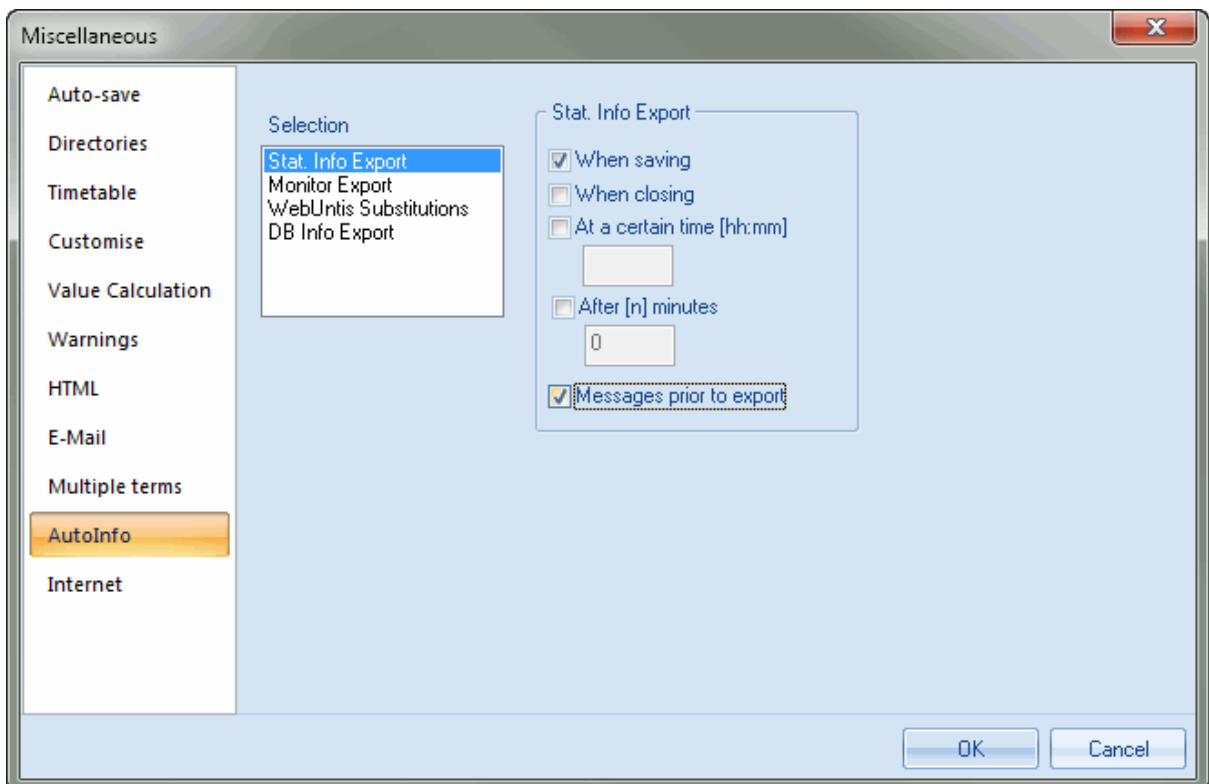 Miscellaneous
Auto-save
Directories
Timetable
Customise
Value Calculation
Warnings
HTML
E-Mail
Multiple terms
AutoInfo
Internet
Selection
Stat. Info Export
Monitor Export
WebUntis Substitutions
DB Info Export
Stat. Info Export
When saving
When closing
At a certain time [hh:mm]
After [n] minutes
0
Messages prior to export
OK
Cancel